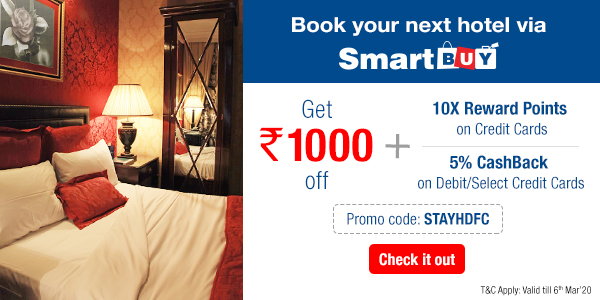 Book your next hotel via
SmartBUY
Get
₹1000
off
+
10X Reward Points
on Credit Cards
5% CashBack
on Debit/Select Credit Cards
Promo code: STAYHDFC
Check it out
T&C Apply: Valid till 6th Mar'20